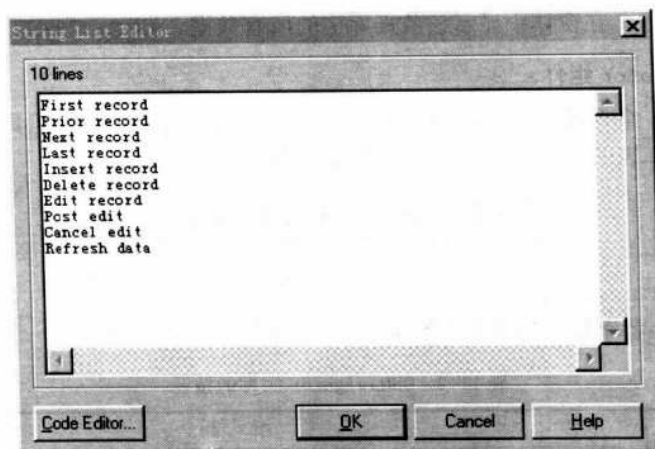 String List Editor
10 lines
First record
Prior record
Next record
Last record
Insert record
Delete record
Edit record
Post edit
Cancel edit
Refresh data
Code Editor...
OK
Cancel
Help